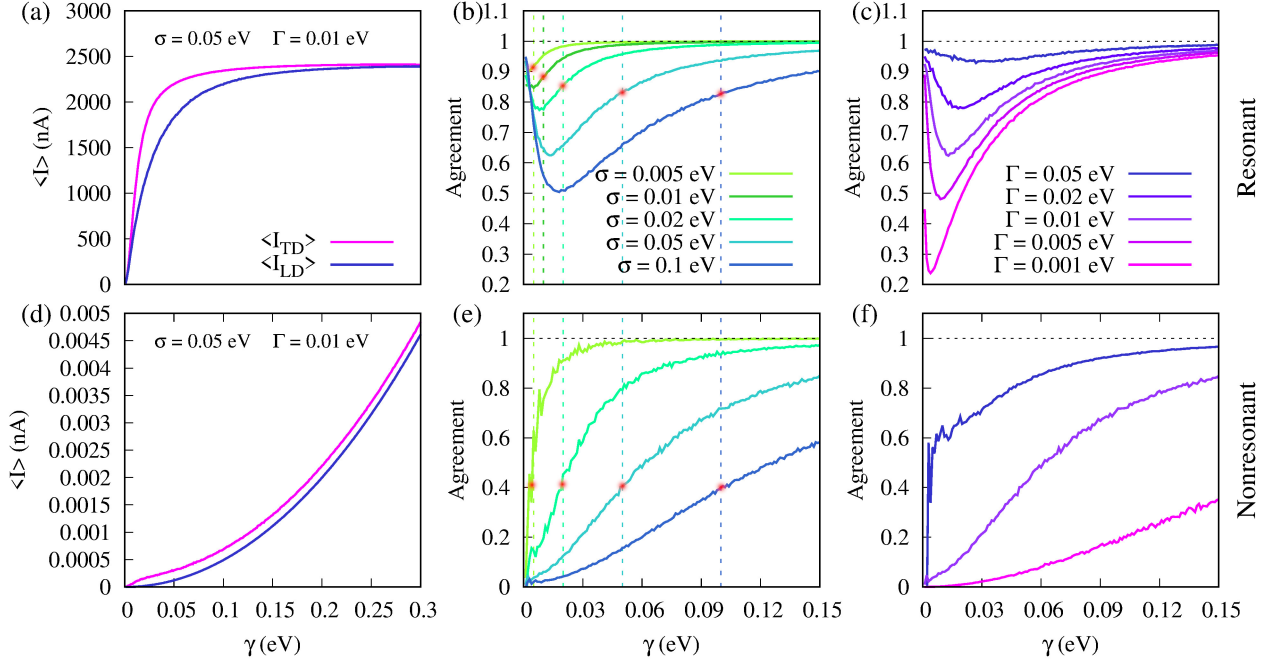 (a)
σ = 0.05 eV Γ = 0.01 eV
3000
2500
2000
1500
1000
500
0
<I> (nA)
<I_TD>
<I_LD>
(b)
1.1
1
0.9
0.8
0.7
0.6
0.5
0.4
0.3
0.2
Agreement
σ = 0.005 eV
σ = 0.01 eV
σ = 0.02 eV
σ = 0.05 eV
σ = 0.1 eV
(c)
1.1
1
0.9
0.8
0.7
0.6
0.5
0.4
0.3
0.2
Agreement
Γ = 0.05 eV
Γ = 0.02 eV
Γ = 0.01 eV
Γ = 0.005 eV
Γ = 0.001 eV
Resonant
(d)
σ = 0.05 eV Γ = 0.01 eV
0.005
0.0045
0.004
0.0035
0.003
0.0025
0.002
0.0015
0.001
0.0005
0
<I> (nA)
0 0.05 0.1 0.15 0.2 0.25 0.3
γ (eV)
(e)
1
0.8
0.6
0.4
0.2
0
Agreement
0 0.03 0.06 0.09 0.12 0.15
γ (eV)
(f)
1
0.8
0.6
0.4
0.2
0
Agreement
0 0.03 0.06 0.09 0.12 0.15
γ (eV)
Nonresonant